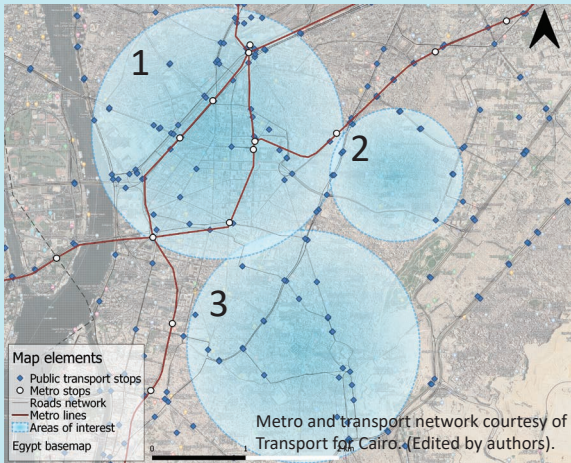 1
2
3
Map elements
Public transport stops
Metro stops
Roads network
Metro lines
Areas of interest
Egypt basemap
Metro and transport network courtesy of
Transport for Cairo. (Edited by authors).
0 1 2 km